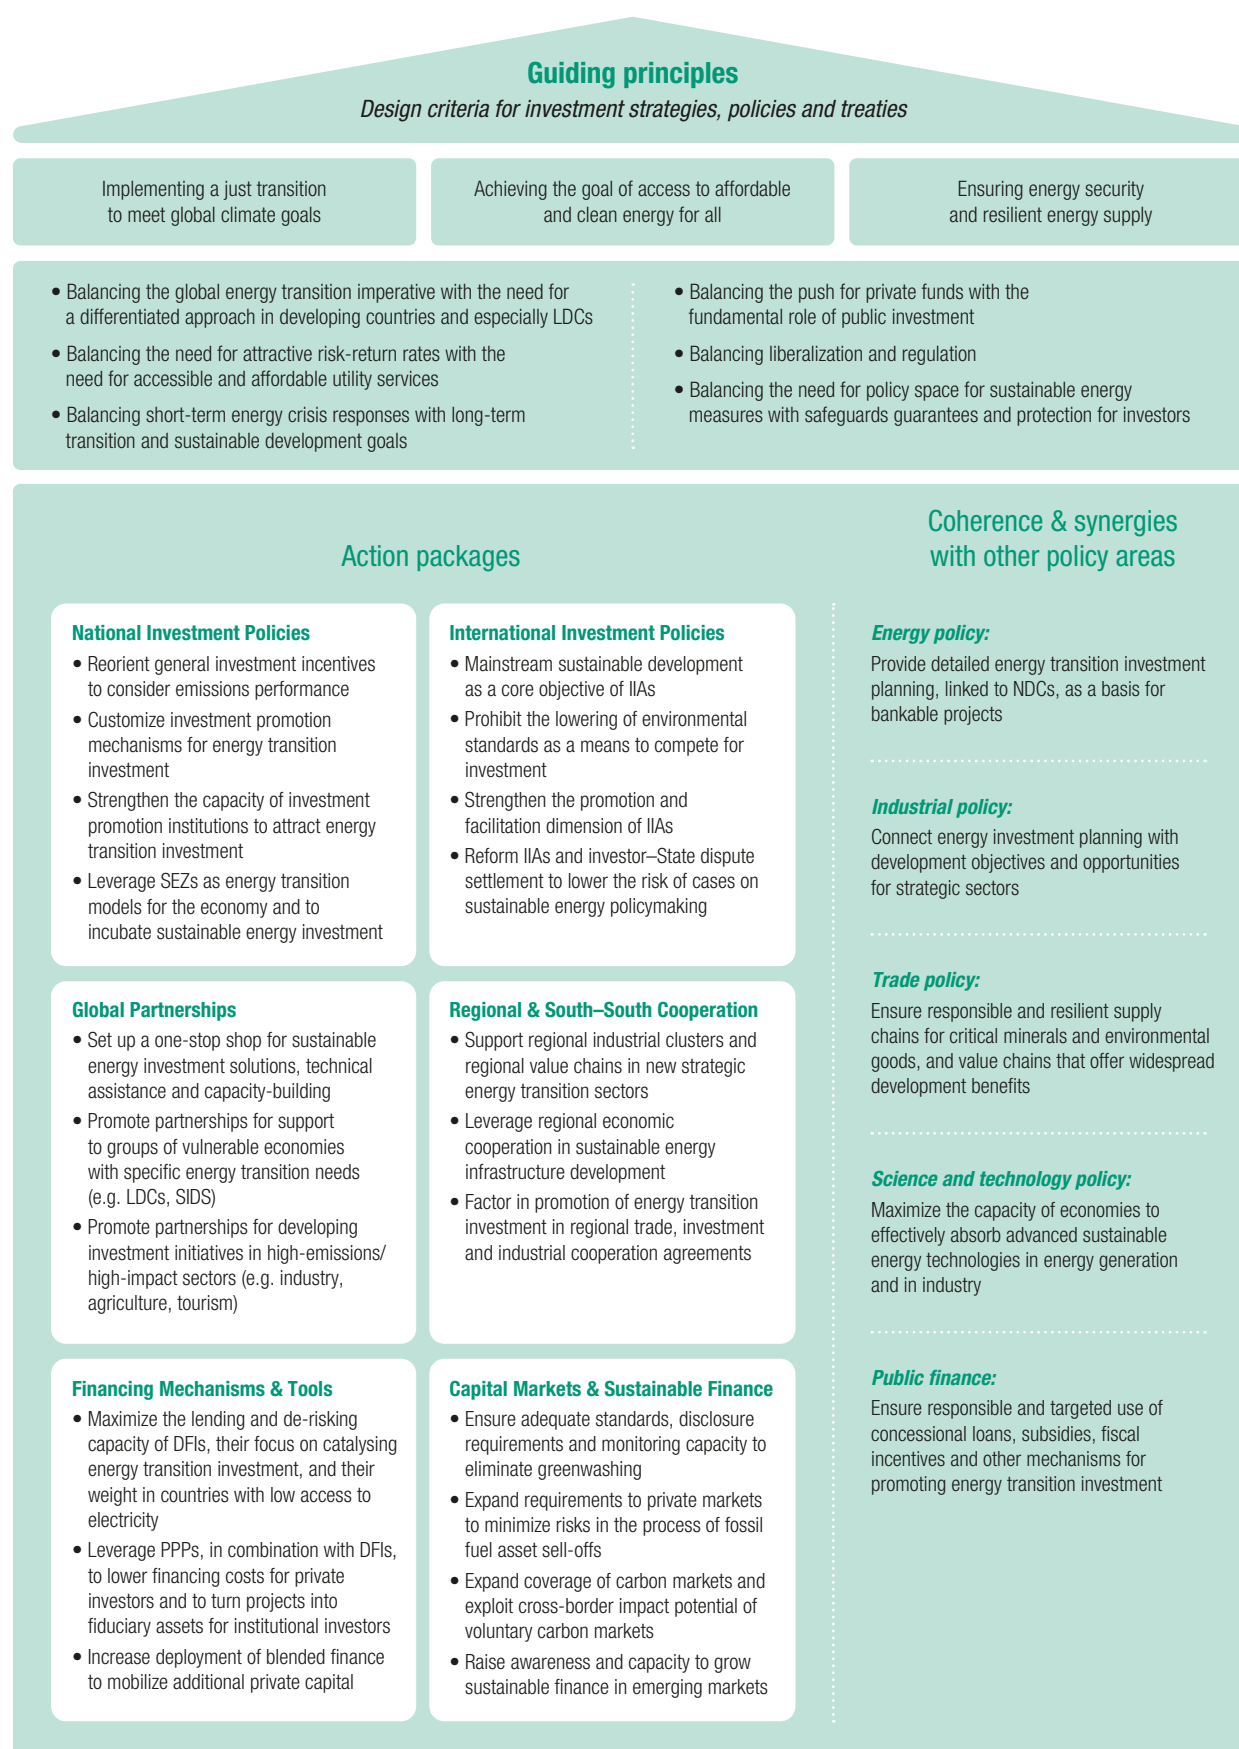 Guiding principles
Design criteria for investment strategies, policies and treaties
Implementing a just transition
to meet global climate goals
Achieving the goal of access to affordable
and clean energy for all
Ensuring energy security
and resilient energy supply
• Balancing the global energy transition imperative with the need for
a differentiated approach in developing countries and especially LDCs
• Balancing the need for attractive risk-return rates with the
need for accessible and affordable utility services
• Balancing short-term energy crisis responses with long-term
transition and sustainable development goals
• Balancing the push for private funds with the
fundamental role of public investment
• Balancing liberalization and regulation
• Balancing the need for policy space for sustainable energy
measures with safeguards guarantees and protection for investors
Action packages
National Investment Policies
• Reorient general investment incentives
to consider emissions performance
• Customize investment promotion
mechanisms for energy transition
investment
• Strengthen the capacity of investment
promotion institutions to attract energy
transition investment
• Leverage SEZs as energy transition
models for the economy and to
incubate sustainable energy investment
International Investment Policies
• Mainstream sustainable development
as a core objective of IIAs
• Prohibit the lowering of environmental
standards as a means to compete for
investment
• Strengthen the promotion and
facilitation dimension of IIAs
• Reform IIAs and investor–State dispute
settlement to lower the risk of cases on
sustainable energy policymaking
Global Partnerships
• Set up a one-stop shop for sustainable
energy investment solutions, technical
assistance and capacity-building
• Promote partnerships for support
to groups of vulnerable economies
with specific energy transition needs
(e.g. LDCs, SIDS)
• Promote partnerships for developing
investment initiatives in high-emissions/
high-impact sectors (e.g. industry,
agriculture, tourism)
Regional & South–South Cooperation
• Support regional industrial clusters and
regional value chains in new strategic
energy transition sectors
• Leverage regional economic
cooperation in sustainable energy
infrastructure development
• Factor in promotion of energy transition
investment in regional trade, investment
and industrial cooperation agreements
Financing Mechanisms & Tools
• Maximize the lending and de-risking
capacity of DFIs, their focus on catalysing
energy transition investment, and their
weight in countries with low access to
electricity
• Leverage PPPs, in combination with DFIs,
to lower financing costs for private
investors and to turn projects into
fiduciary assets for institutional investors
• Increase deployment of blended finance
to mobilize additional private capital
Capital Markets & Sustainable Finance
• Ensure adequate standards, disclosure
requirements and monitoring capacity to
eliminate greenwashing
• Expand requirements to private markets
to minimize risks in the process of fossil
fuel asset sell-offs
• Expand coverage of carbon markets and
exploit cross-border impact potential of
voluntary carbon markets
• Raise awareness and capacity to grow
sustainable finance in emerging markets
Coherence & synergies
with other policy areas
Energy policy:
Provide detailed energy transition investment
planning, linked to NDCs, as a basis for
bankable projects
Industrial policy:
Connect energy investment planning with
development objectives and opportunities
for strategic sectors
Trade policy:
Ensure responsible and resilient supply
chains for critical minerals and environmental
goods, and value chains that offer widespread
development benefits
Science and technology policy:
Maximize the capacity of economies to
effectively absorb advanced sustainable
energy technologies in energy generation
and in industry
Public finance:
Ensure responsible and targeted use of
concessional loans, subsidies, fiscal
incentives and other mechanisms for
promoting energy transition investment